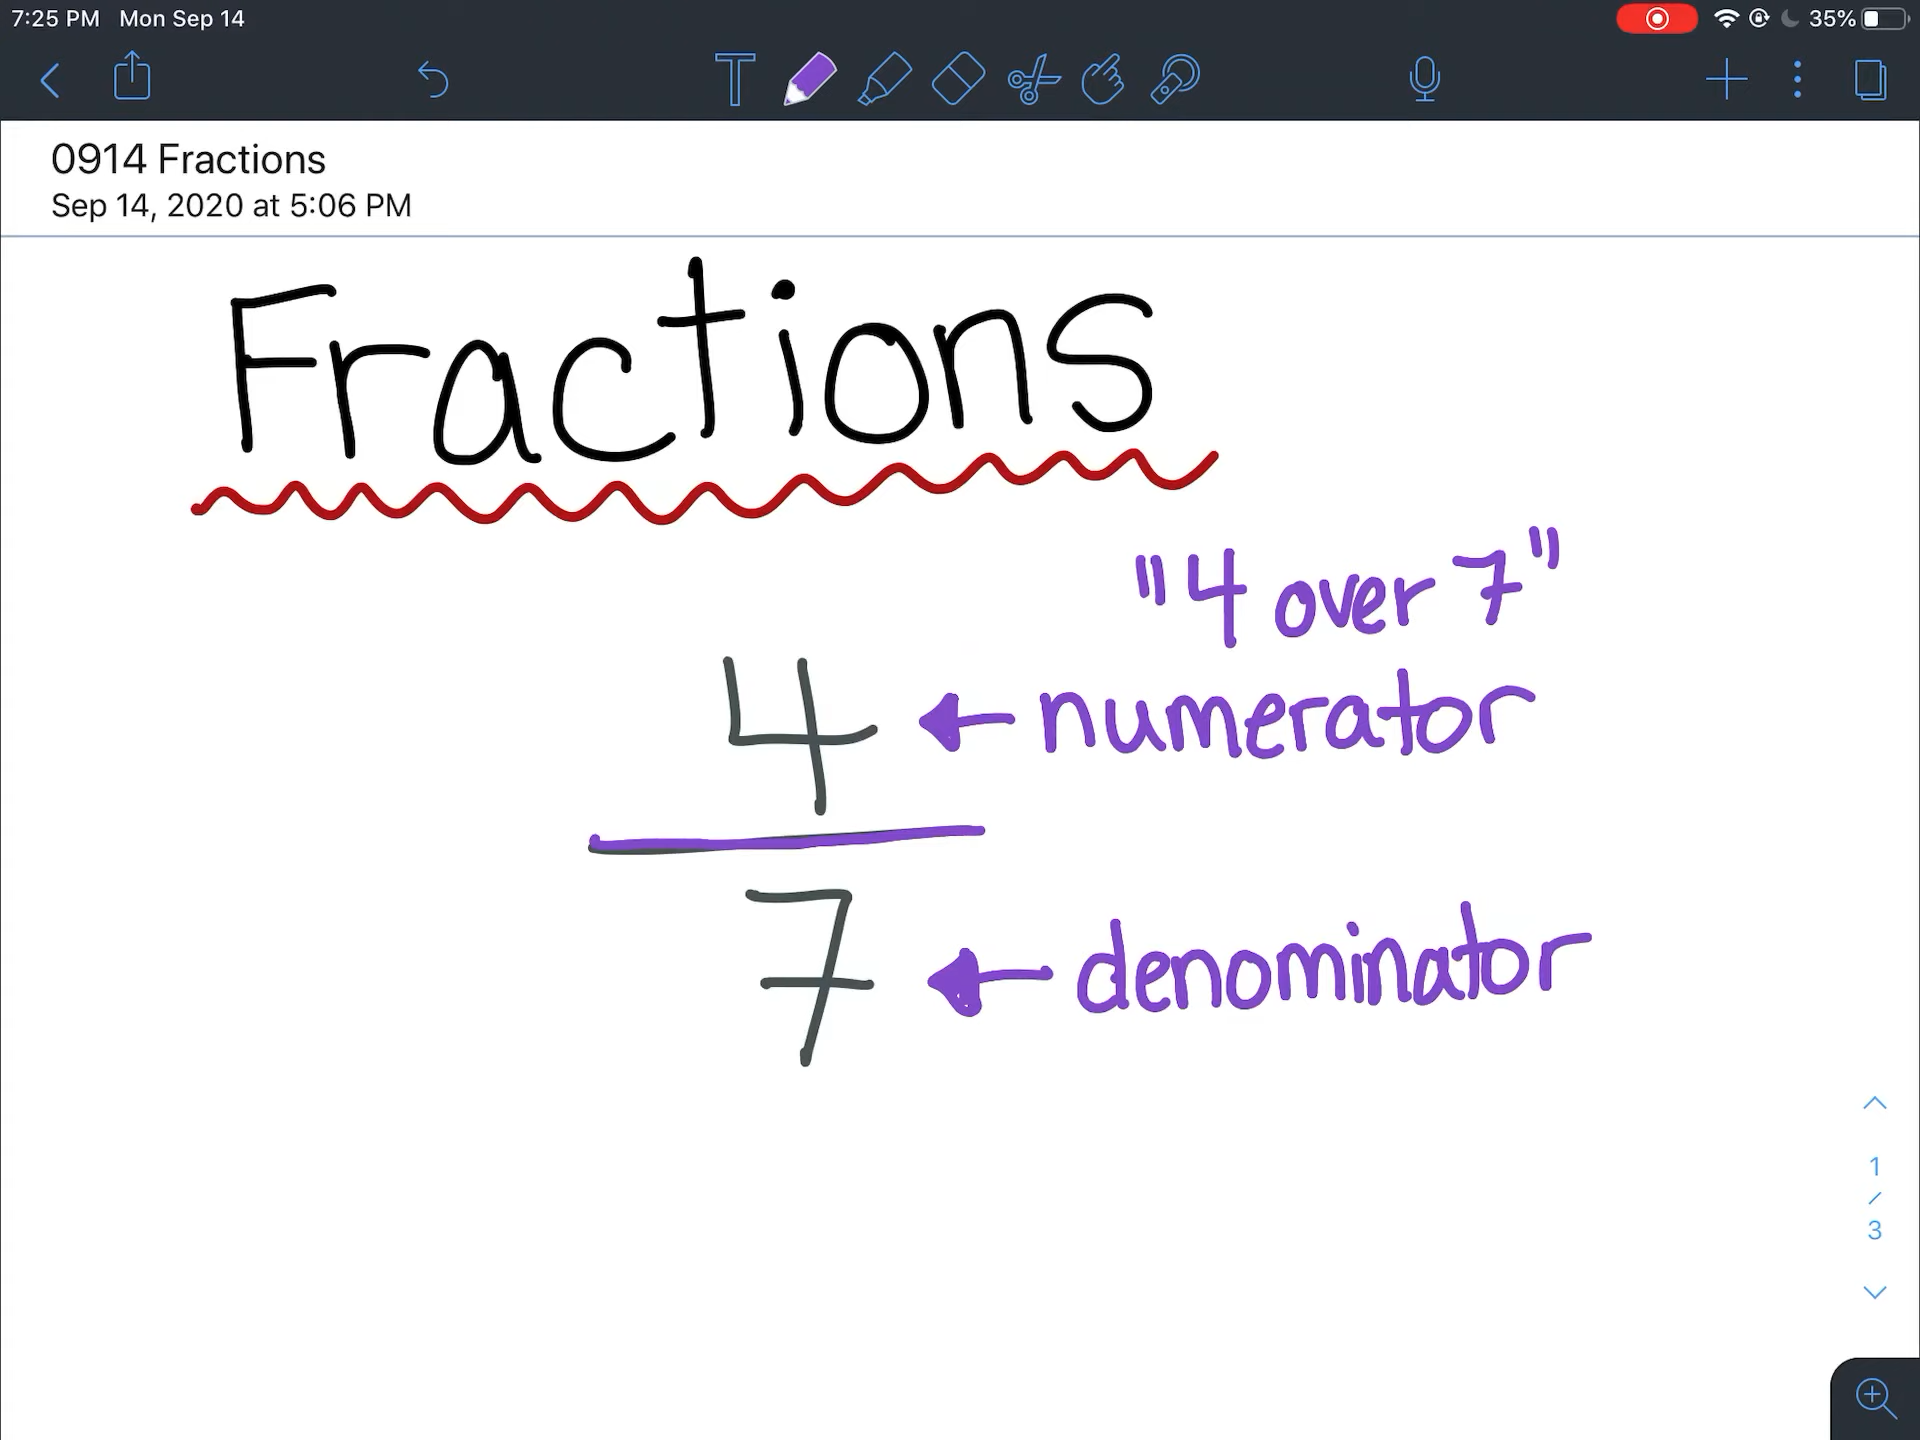 7:25 PM Mon Sep 14 35%
T
0914 Fractions
Sep 14, 2020 at 5:06 PM
Fractions
"4 over 7"
4 ← numerator
7 ← denominator
1
/
3